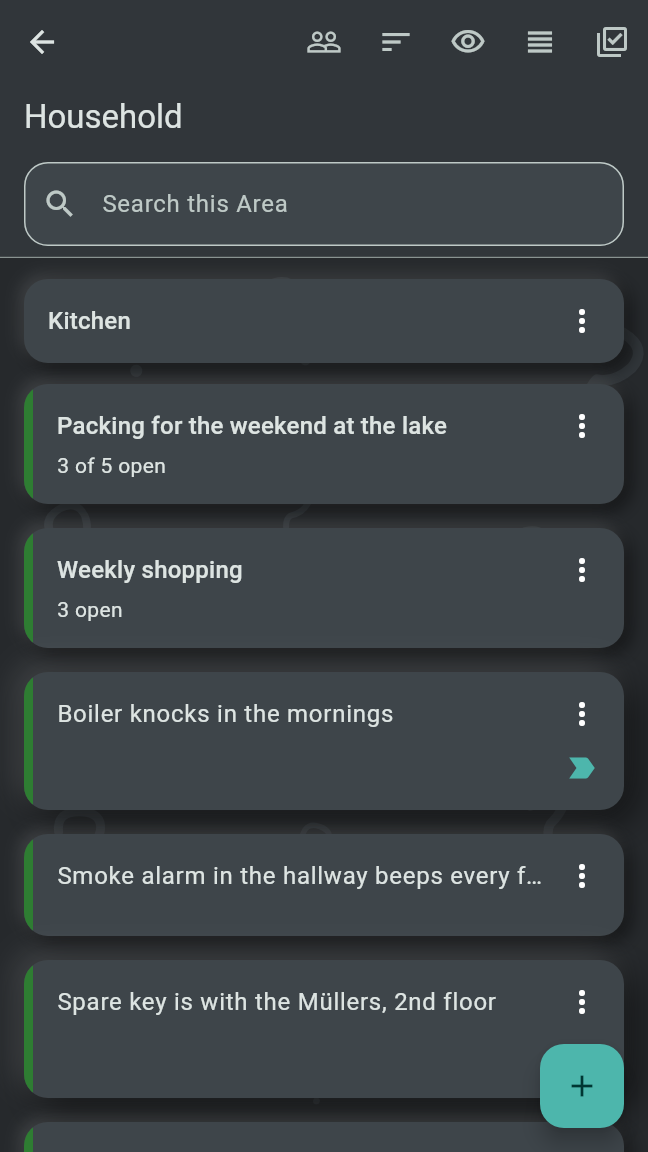 Household
Search this Area
Kitchen
Packing for the weekend at the lake
3 of 5 open
Weekly shopping
3 open
Boiler knocks in the mornings
Smoke alarm in the hallway beeps every f…
Spare key is with the Müllers, 2nd floor